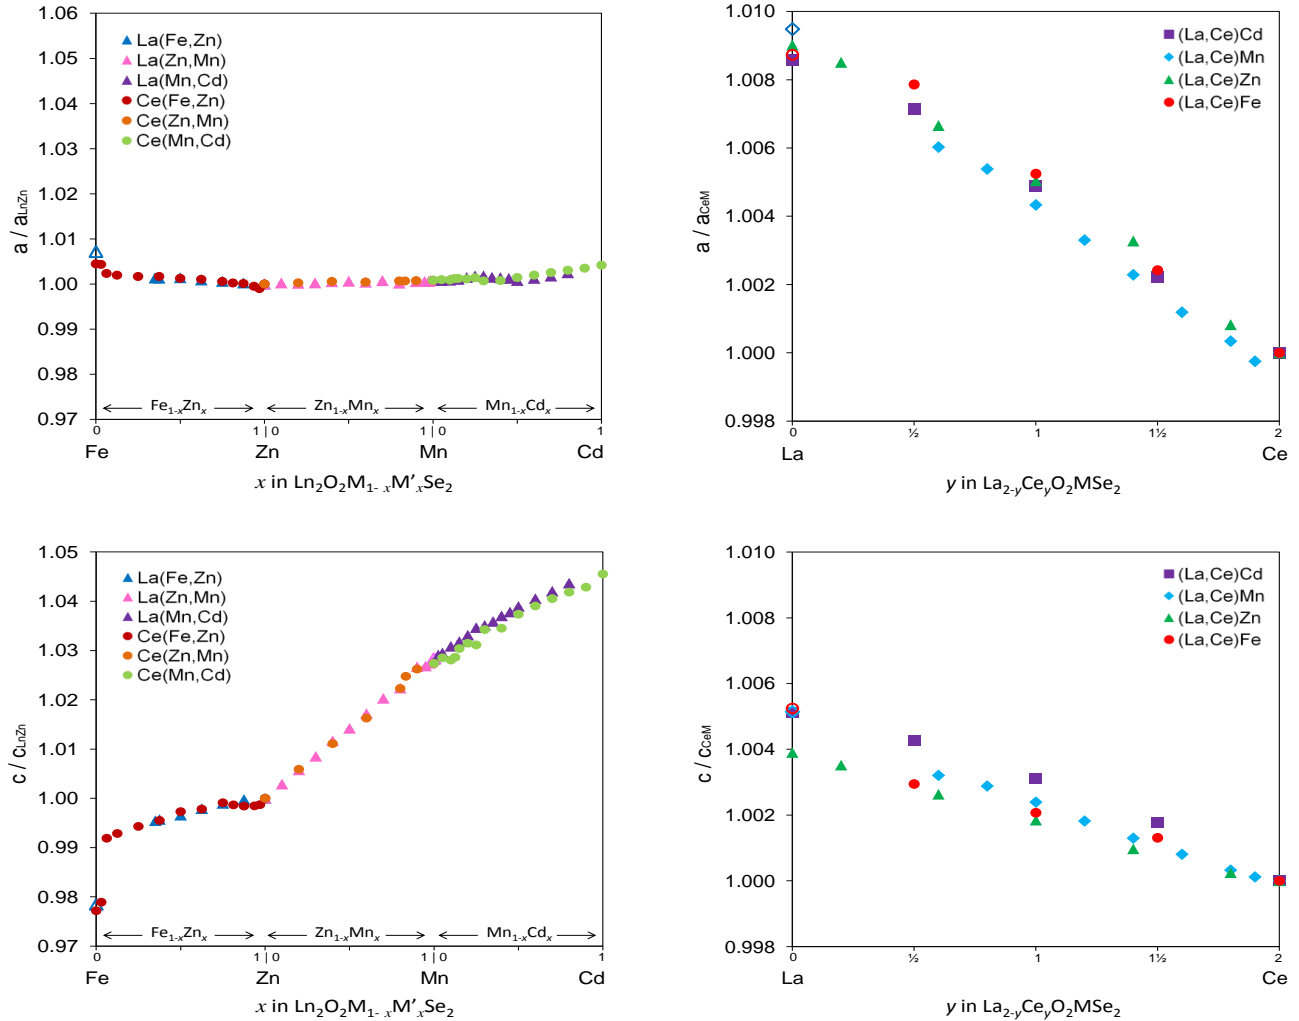 1.06
1.05
1.04
1.03
1.02
1.01
1.00
0.99
0.98
0.97
a / a_LnZn
La(Fe,Zn)
La(Zn,Mn)
La(Mn,Cd)
Ce(Fe,Zn)
Ce(Zn,Mn)
Ce(Mn,Cd)
Fe₁₋ₓZnₓ Zn₁₋ₓMnₓ Mn₁₋ₓCdₓ
0 1|0 1|0 1
Fe Zn Mn Cd
x in Ln₂O₂M₁₋ ₓM'ₓSe₂
1.010
1.008
1.006
1.004
1.002
1.000
0.998
a / a_CeM
(La,Ce)Cd
(La,Ce)Mn
(La,Ce)Zn
(La,Ce)Fe
0 ½ 1 1½ 2
La Ce
y in La₂₋yCeyO₂MSe₂
1.05
1.04
1.03
1.02
1.01
1.00
0.99
0.98
0.97
c / c_LnZn
La(Fe,Zn)
La(Zn,Mn)
La(Mn,Cd)
Ce(Fe,Zn)
Ce(Zn,Mn)
Ce(Mn,Cd)
Fe₁₋ₓZnₓ Zn₁₋ₓMnₓ Mn₁₋ₓCdₓ
0 1|0 1|0 1
Fe Zn Mn Cd
x in Ln₂O₂M₁₋ ₓM'ₓSe₂
1.010
1.008
1.006
1.004
1.002
1.000
0.998
c / c_CeM
(La,Ce)Cd
(La,Ce)Mn
(La,Ce)Zn
(La,Ce)Fe
0 ½ 1 1½ 2
La Ce
y in La₂₋yCeyO₂MSe₂